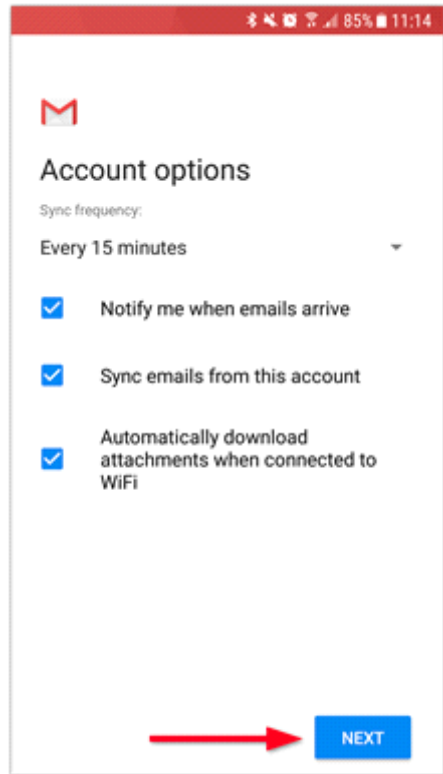 85% 11:14
Account options
Sync frequency:
Every 15 minutes
Notify me when emails arrive
Sync emails from this account
Automatically download
attachments when connected to
WiFi
NEXT